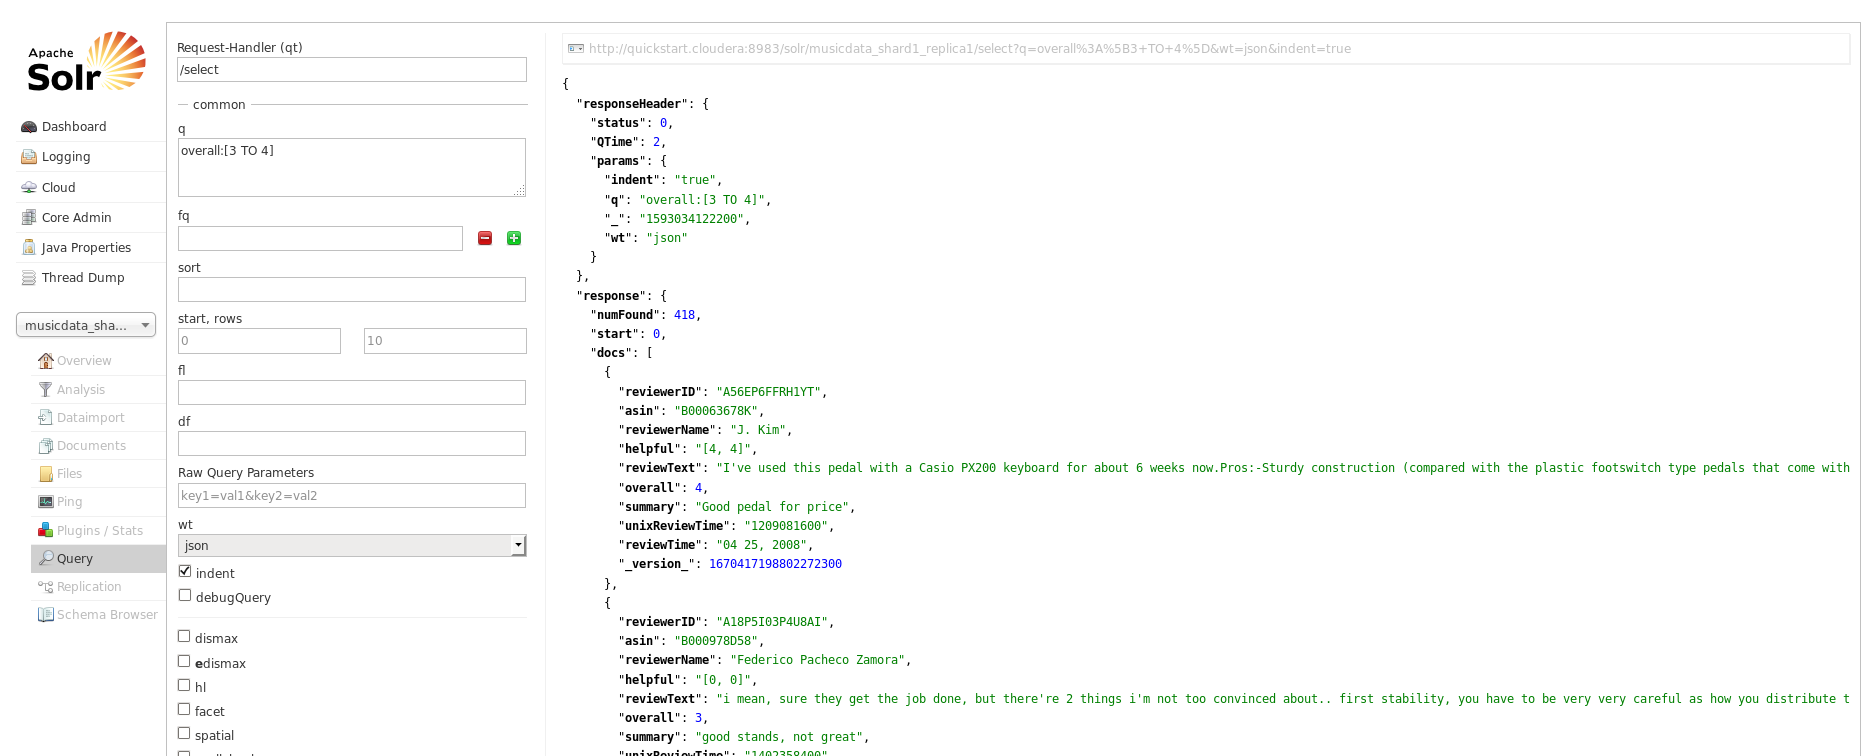 Apache
Solr
Dashboard
Logging
Cloud
Core Admin
Java Properties
Thread Dump
musicdata_sha...
Overview
Analysis
Dataimport
Documents
Files
Ping
Plugins / Stats
Query
Replication
Schema Browser
Request-Handler (qt)
/select
common
q
overall:[3 TO 4]
fq
sort
start, rows
0 10
fl
df
Raw Query Parameters
key1=val1&key2=val2
wt
json
indent
debugQuery
dismax
edismax
hl
facet
spatial
http://quickstart.cloudera:8983/solr/musicdata_shard1_replica1/select?q=overall%3A%5B3+TO+4%5D&wt=json&indent=true
{
"responseHeader": {
"status": 0,
"QTime": 2,
"params": {
"indent": "true",
"q": "overall:[3 TO 4]",
"_": "1593034122200",
"wt": "json"
}
},
"response": {
"numFound": 418,
"start": 0,
"docs": [
{
"reviewerID": "A56EP6FFRH1YT",
"asin": "B00063678K",
"reviewerName": "J. Kim",
"helpful": "[4, 4]",
"reviewText": "I've used this pedal with a Casio PX200 keyboard for about 6 weeks now.Pros:-Sturdy construction (compared with the plastic footswitch type pedals that come with
"overall": 4,
"summary": "Good pedal for price",
"unixReviewTime": "1209081600",
"reviewTime": "04 25, 2008",
"_version_": 1670417198802272300
},
{
"reviewerID": "A18P5I03P4U8AI",
"asin": "B000978D58",
"reviewerName": "Federico Pacheco Zamora",
"helpful": "[0, 0]",
"reviewText": "i mean, sure they get the job done, but there're 2 things i'm not too convinced about.. first stability, you have to be very very careful as how you distribute t
"overall": 3,
"summary": "good stands, not great",
"unixReviewTime": "1402358400",